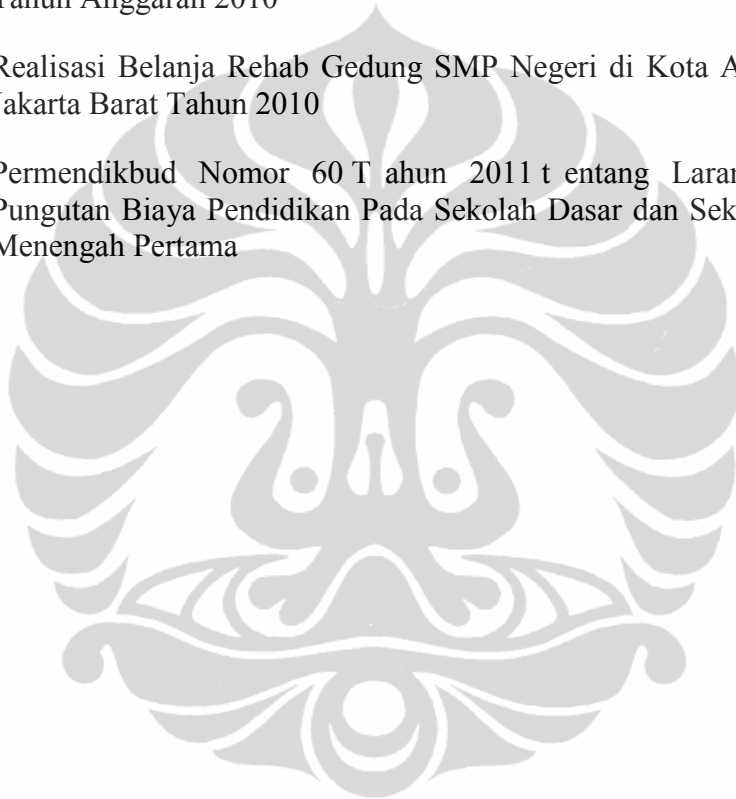 Tahun Anggaran 2010
Realisasi Belanja Rehab Gedung SMP Negeri di Kota A
Jakarta Barat Tahun 2010
Permendikbud Nomor 60 T ahun 2011 t entang Laran
Pungutan Biaya Pendidikan Pada Sekolah Dasar dan Sek
Menengah Pertama